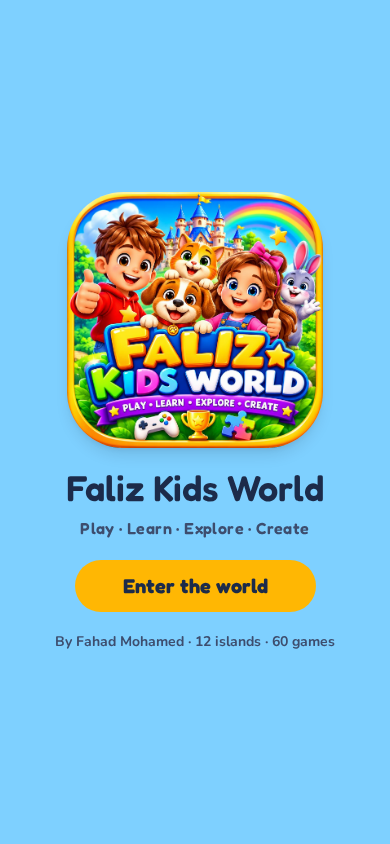 FALIZ
KIDS WORLD
PLAY • LEARN • EXPLORE • CREATE
Faliz Kids World
Play · Learn · Explore · Create
Enter the world
By Fahad Mohamed · 12 islands · 60 games